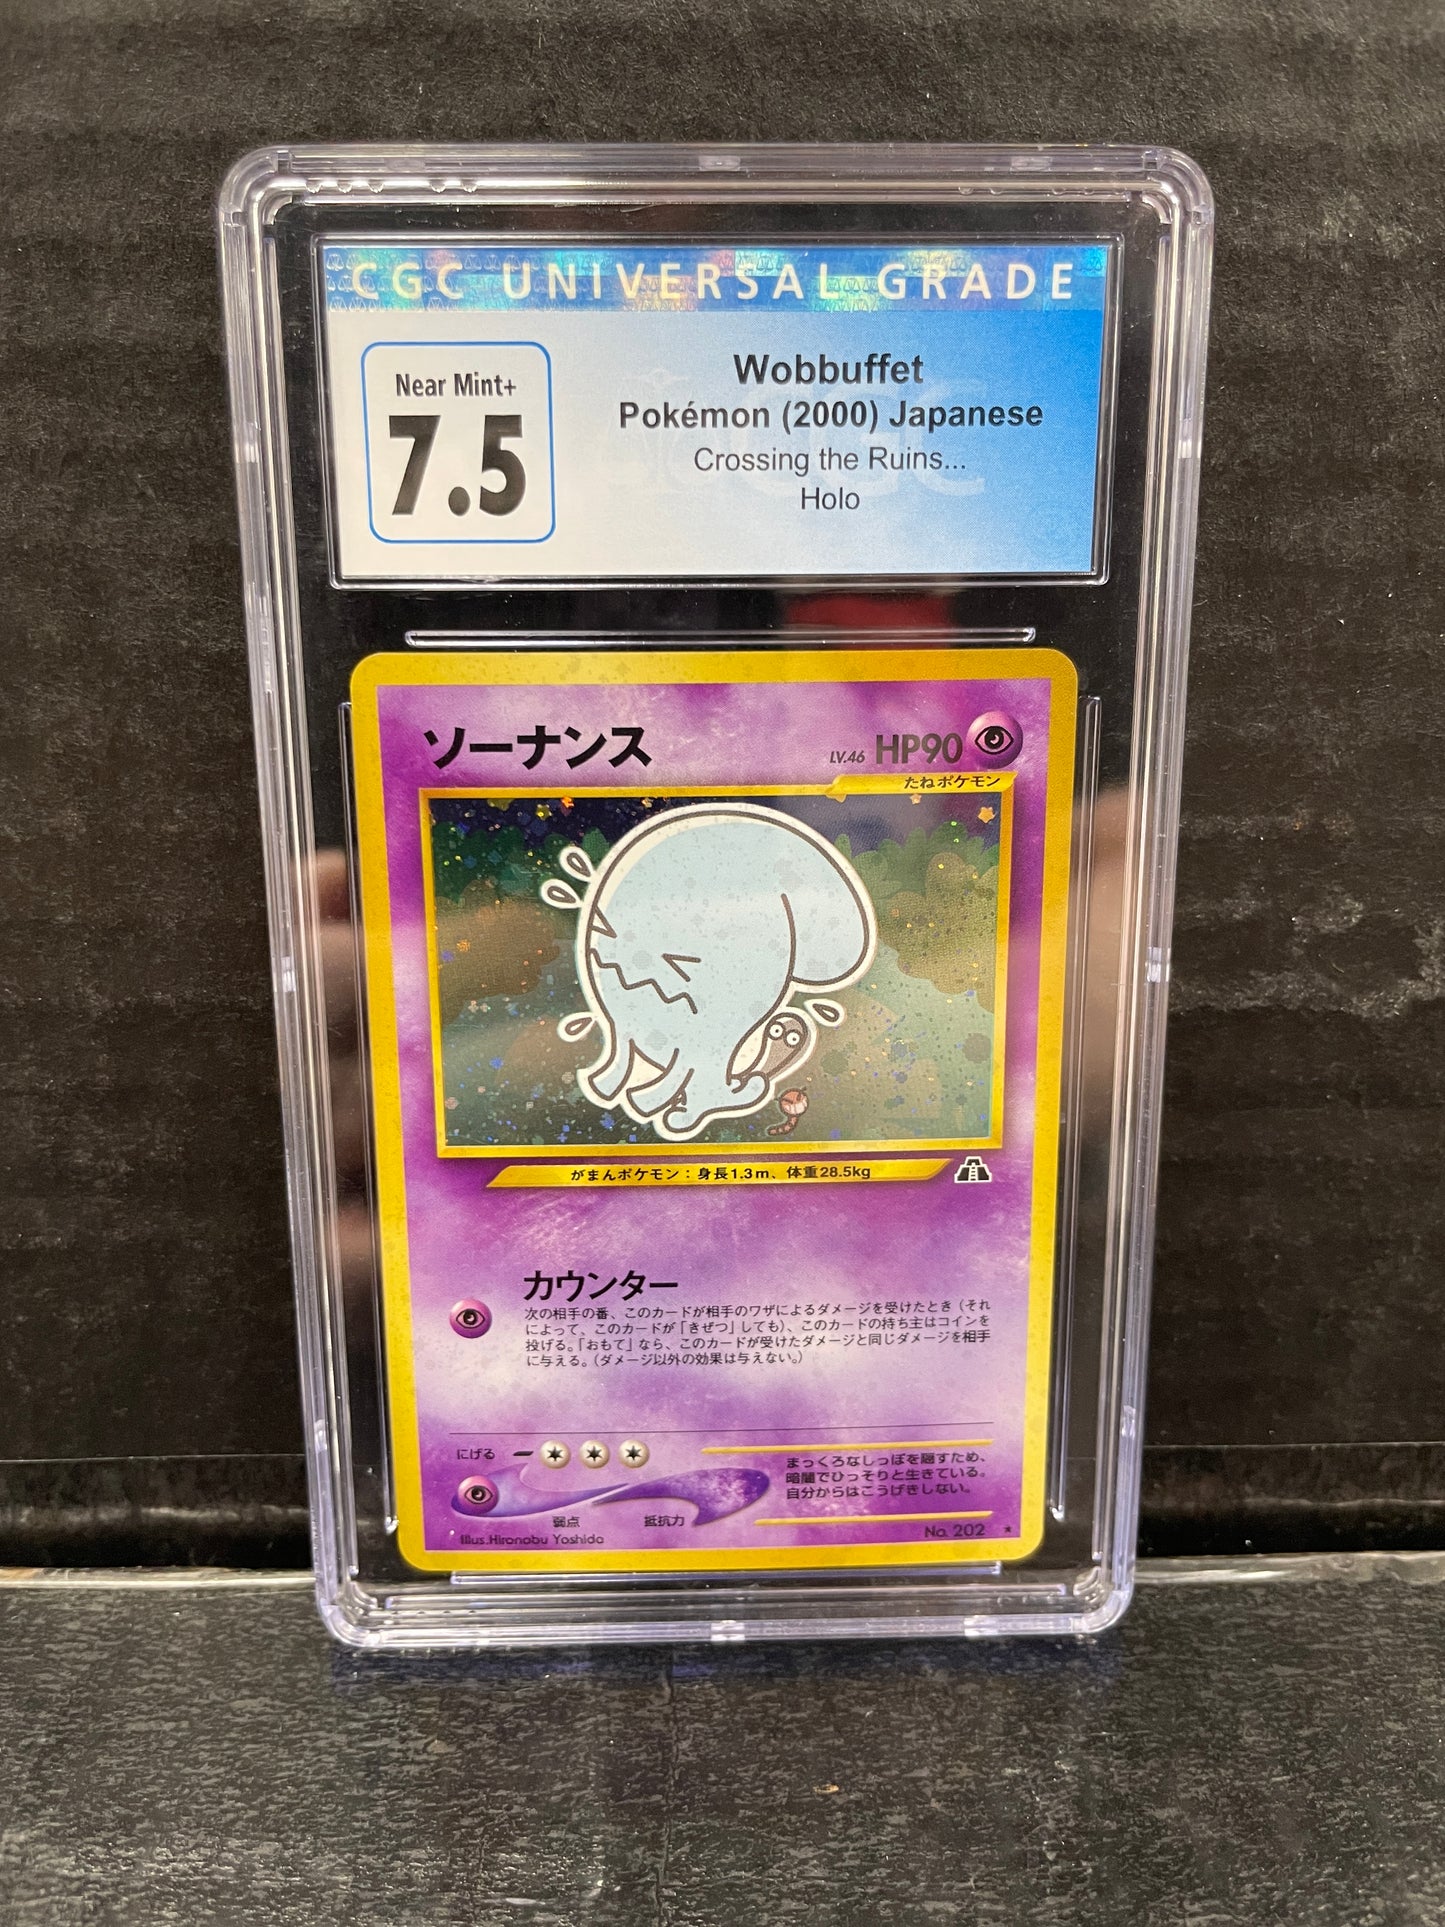 CGC UNIVERSAL GRADE
Near Mint+
7.5
Wobbuffet
Pokémon (2000) Japanese
Crossing the Ruins...
Holo
ソーナンス
LV.46 HP90
たねポケモン
がまんポケモン：身長1.3m、体重28.5kg
カウンター
次の相手の番、このカードが相手のワザによるダメージを受けたとき（それ
によって、このカードが「きぜつ」しても）、このカードの持ち主はコインを
投げる。「おもて」なら、このカードが受けたダメージと同じダメージを相手
に与える。（ダメージ以外の効果は与えない。）
にげる
弱点
抵抗力
まっくろなしっぽを隠すため、
暗闇でひっそりと生きている。
自分からはこうげきしない。
Illus.Hironobu Yoshida
No. 202 ★